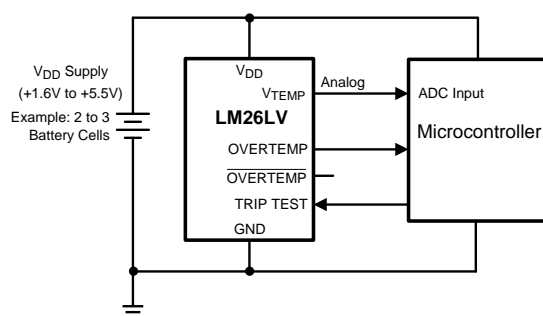 V_DD Supply
(+1.6V to +5.5V)
Example: 2 to 3
Battery Cells
V_DD
V_TEMP
LM26LV
OVERTEMP
OVERTEMP
TRIP TEST
GND
Analog
ADC Input
Microcontroller